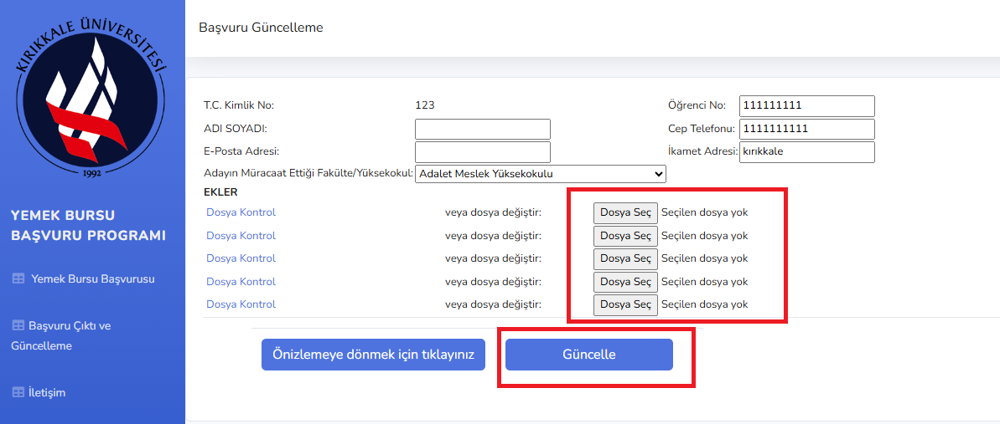 KIRIKKALE ÜNİVERSİTESİ
1992
YEMEK BURSU
BAŞVURU PROGRAMI
Yemek Bursu Başvurusu
Başvuru Çıktı ve
Güncelleme
İletişim
Başvuru Güncelleme
T.C. Kimlik No: 123 Öğrenci No: 111111111
ADI SOYADI: Cep Telefonu: 1111111111
E-Posta Adresi: İkamet Adresi: kırıkkale
Adayın Müracaat Ettiği Fakülte/Yüksekokul: Adalet Meslek Yüksekokulu
EKLER
Dosya Kontrol veya dosya değiştir: Dosya Seç Seçilen dosya yok
Dosya Kontrol veya dosya değiştir: Dosya Seç Seçilen dosya yok
Dosya Kontrol veya dosya değiştir: Dosya Seç Seçilen dosya yok
Dosya Kontrol veya dosya değiştir: Dosya Seç Seçilen dosya yok
Dosya Kontrol veya dosya değiştir: Dosya Seç Seçilen dosya yok
Önizlemeye dönmek için tıklayınız Güncelle